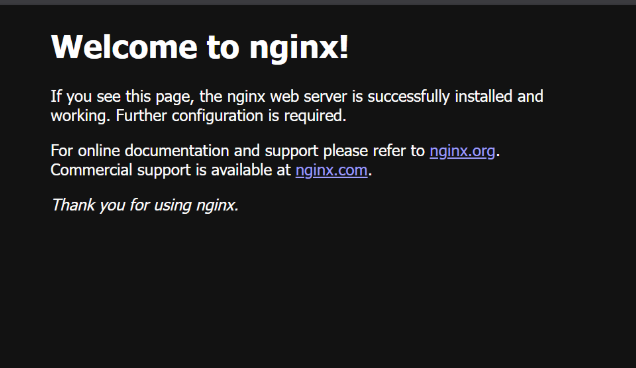 Welcome to nginx!
If you see this page, the nginx web server is successfully installed and
working. Further configuration is required.
For online documentation and support please refer to nginx.org.
Commercial support is available at nginx.com.
Thank you for using nginx.